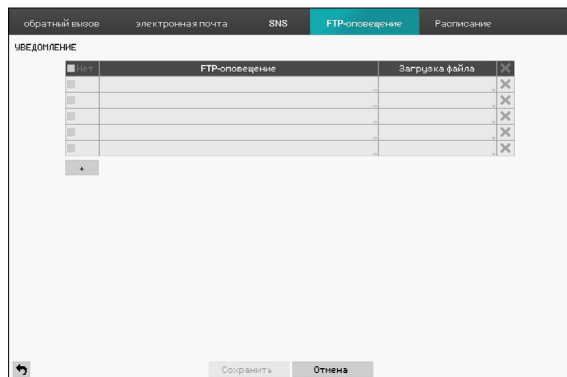 обратный вызов электронная почта SNS FTP-оповещение Расписание
УВЕДОМЛЕНИЕ
Нет FTP-оповещение Загрузка файла
+
Сохранить Отмена